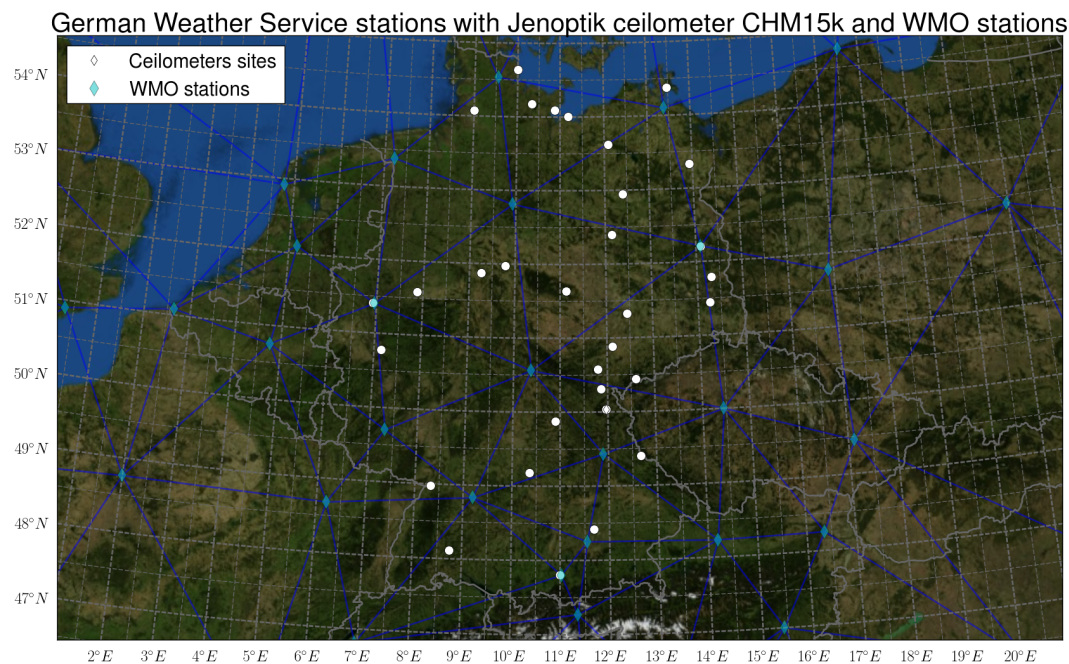 German Weather Service stations with Jenoptik ceilometer CHM15k and WMO stations
Ceilometers sites
WMO stations
54°N
53°N
52°N
51°N
50°N
49°N
48°N
47°N
2°E 3°E 4°E 5°E 6°E 7°E 8°E 9°E 10°E 11°E 12°E 13°E 14°E 15°E 16°E 17°E 18°E 19°E 20°E